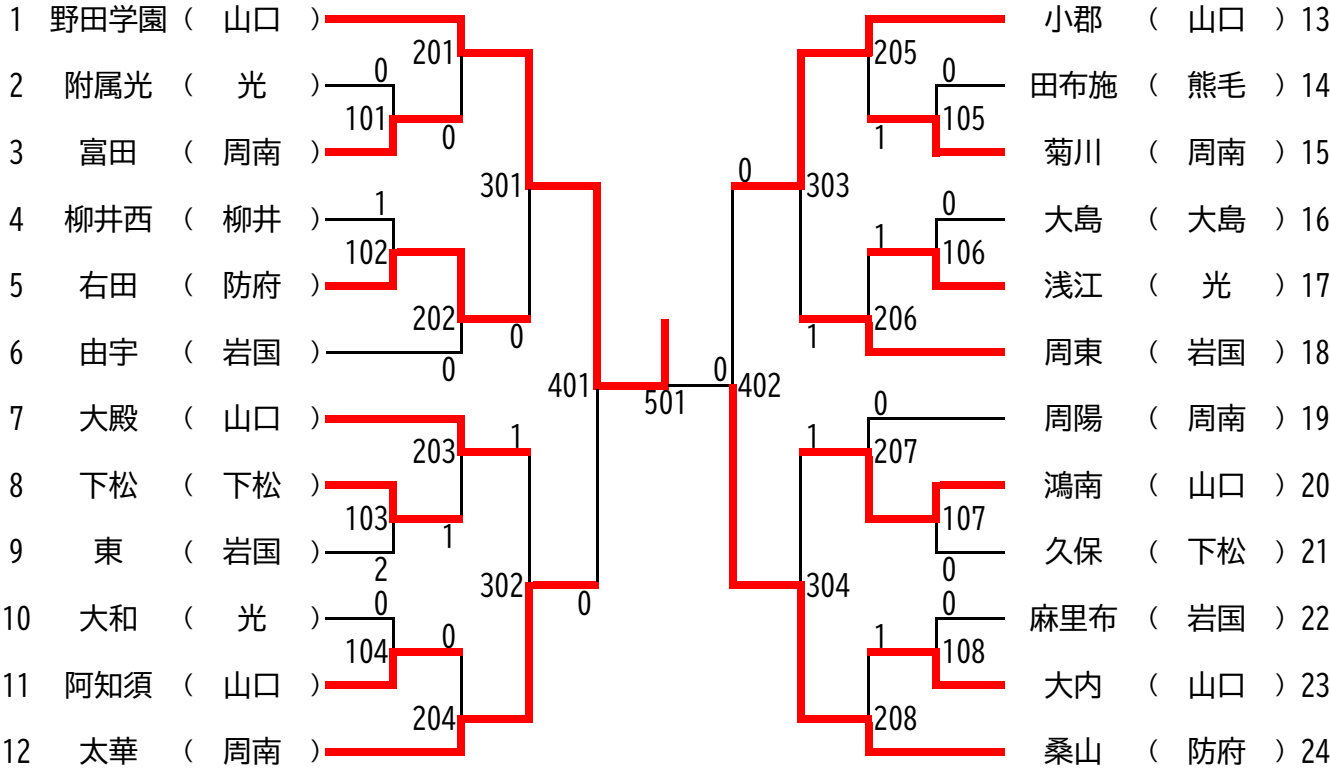 1 野田学園 ( 山口 )
2 附属光 ( 光 )
3 富田 ( 周南 )
4 柳井西 ( 柳井 )
5 右田 ( 防府 )
6 由宇 ( 岩国 )
7 大殿 ( 山口 )
8 下松 ( 下松 )
9 東 ( 岩国 )
10 大和 ( 光 )
11 阿知須 ( 山口 )
12 太華 ( 周南 )
0
101
1
102
103
2
0
104
201
0
202
0
203
1
0
204
301
0
1
302
401
0
501
0
402
0
303
1
1
304
205
1
1
206
0
207
1
208
0
105
0
106
107
0
0
108
小郡 ( 山口 ) 13
田布施 ( 熊毛 ) 14
菊川 ( 周南 ) 15
大島 ( 大島 ) 16
浅江 ( 光 ) 17
周東 ( 岩国 ) 18
周陽 ( 周南 ) 19
鴻南 ( 山口 ) 20
久保 ( 下松 ) 21
麻里布 ( 岩国 ) 22
大内 ( 山口 ) 23
桑山 ( 防府 ) 24